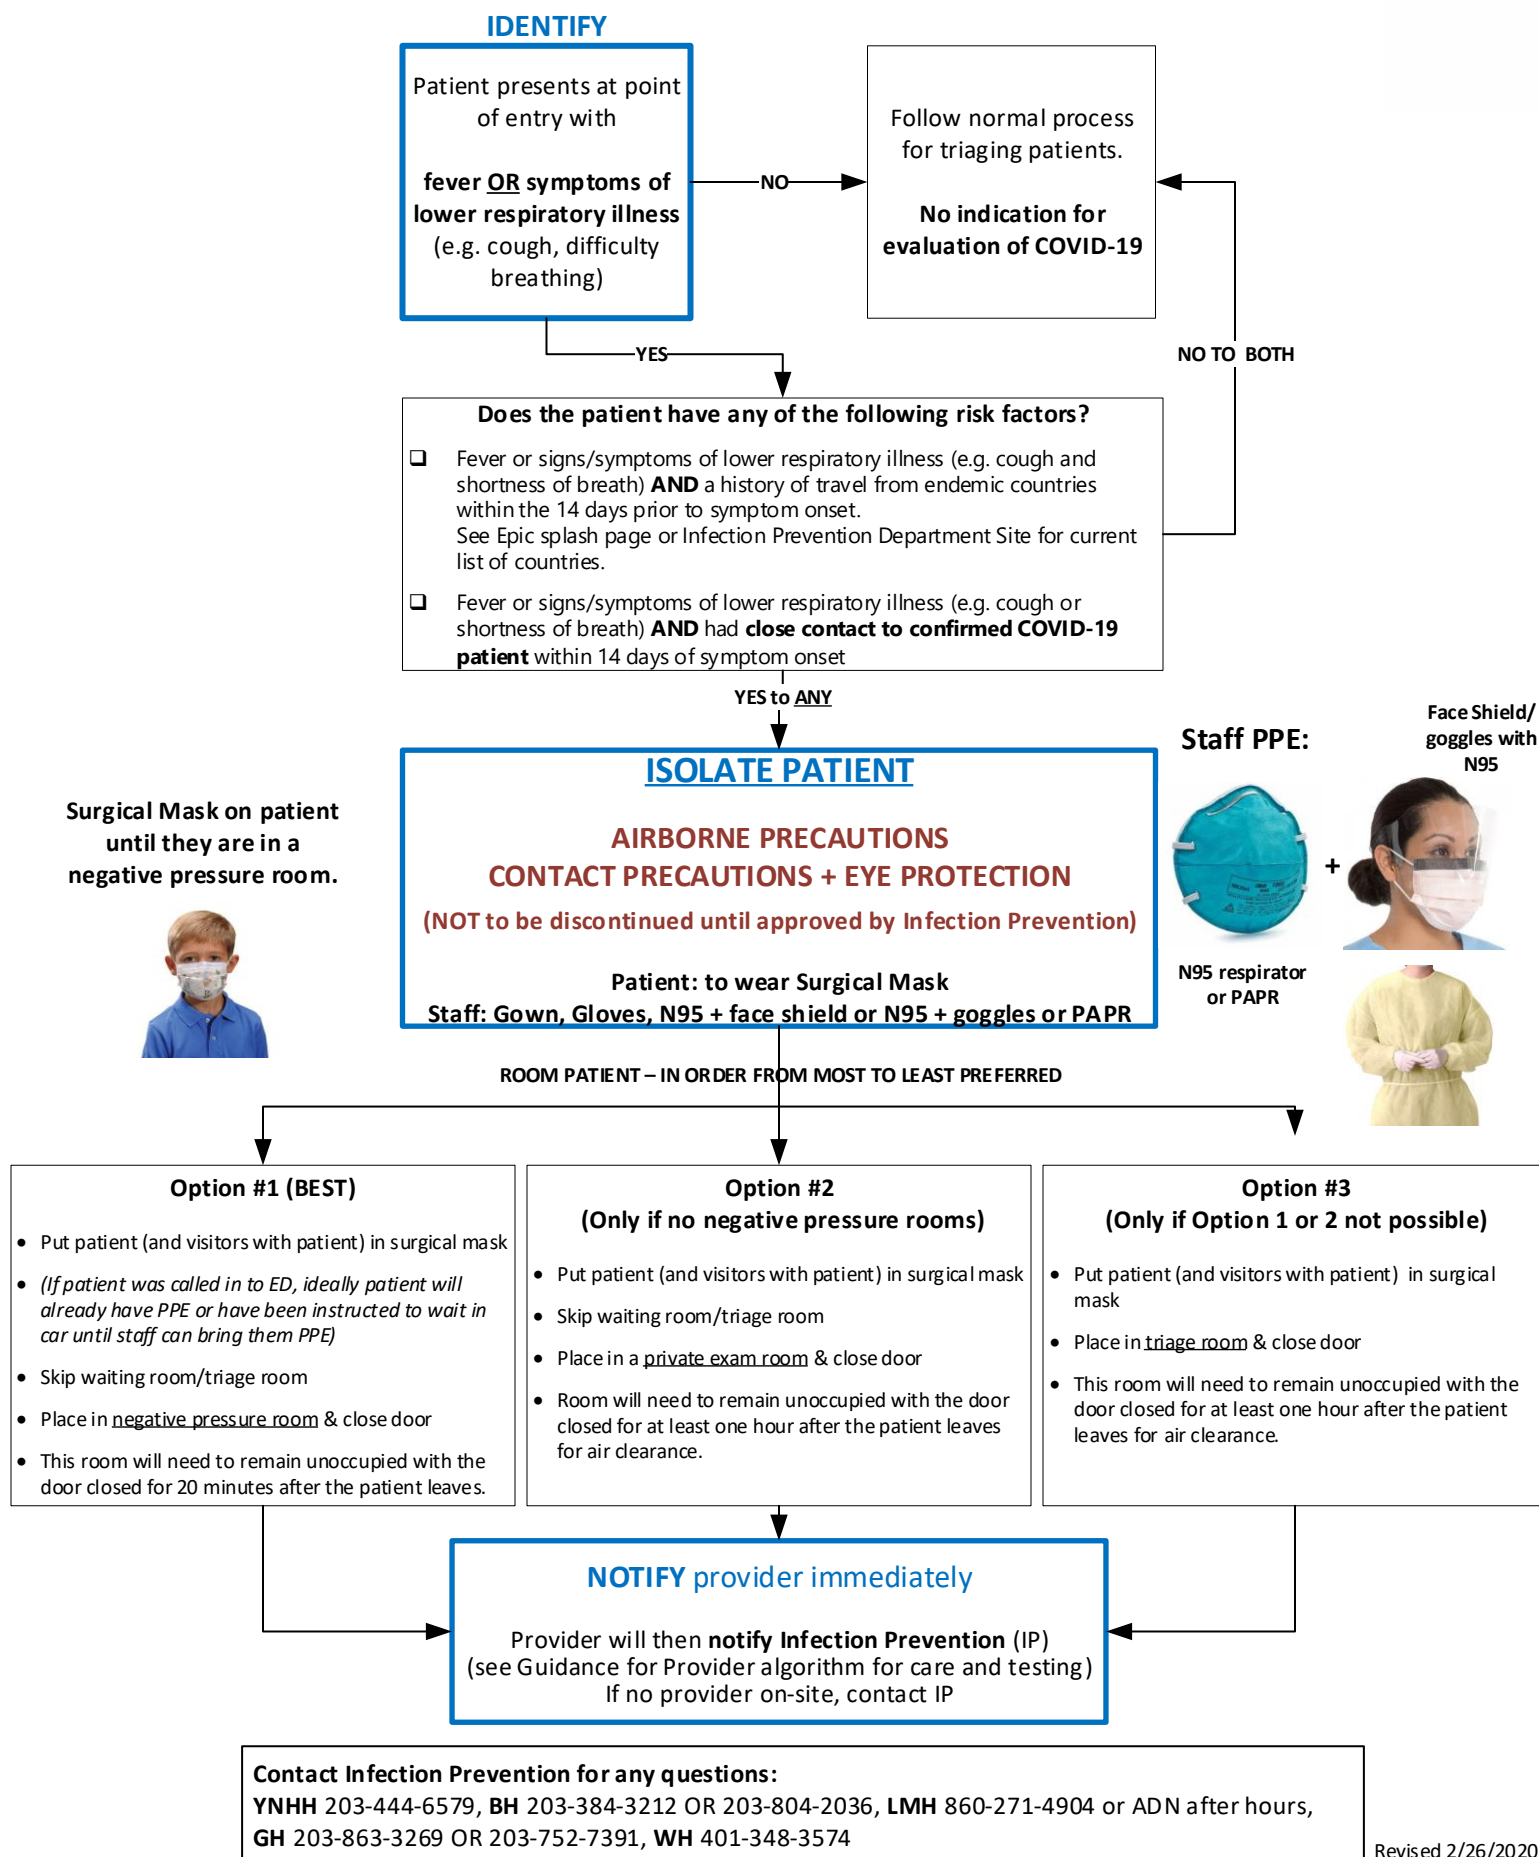 IDENTIFY
Patient presents at point
of entry with
fever OR symptoms of
lower respiratory illness
(e.g. cough, difficulty
breathing)
NO
Follow normal process
for triaging patients.
No indication for
evaluation of COVID-19
YES
NO TO BOTH
Does the patient have any of the following risk factors?
❑ Fever or signs/symptoms of lower respiratory illness (e.g. cough and
shortness of breath) AND a history of travel from endemic countries
within the 14 days prior to symptom onset.
See Epic splash page or Infection Prevention Department Site for current
list of countries.
❑ Fever or signs/symptoms of lower respiratory illness (e.g. cough or
shortness of breath) AND had close contact to confirmed COVID-19
patient within 14 days of symptom onset
YES to ANY
Surgical Mask on patient
until they are in a
negative pressure room.
ISOLATE PATIENT
AIRBORNE PRECAUTIONS
CONTACT PRECAUTIONS + EYE PROTECTION
(NOT to be discontinued until approved by Infection Prevention)
Patient: to wear Surgical Mask
Staff: Gown, Gloves, N95 + face shield or N95 + goggles or PAPR
Staff PPE:
Face Shield/
goggles with
N95
+
N95 respirator
or PAPR
ROOM PATIENT – IN ORDER FROM MOST TO LEAST PREFERRED
Option #1 (BEST)
• Put patient (and visitors with patient) in surgical mask
• (If patient was called in to ED, ideally patient will
already have PPE or have been instructed to wait in
car until staff can bring them PPE)
• Skip waiting room/triage room
• Place in negative pressure room & close door
• This room will need to remain unoccupied with the
door closed for 20 minutes after the patient leaves.
Option #2
(Only if no negative pressure rooms)
• Put patient (and visitors with patient) in surgical mask
• Skip waiting room/triage room
• Place in a private exam room & close door
• Room will need to remain unoccupied with the door
closed for at least one hour after the patient leaves
for air clearance.
Option #3
(Only if Option 1 or 2 not possible)
• Put patient (and visitors with patient) in surgical
mask
• Place in triage room & close door
• This room will need to remain unoccupied with the
door closed for at least one hour after the patient
leaves for air clearance.
NOTIFY provider immediately
Provider will then notify Infection Prevention (IP)
(see Guidance for Provider algorithm for care and testing)
If no provider on-site, contact IP
Contact Infection Prevention for any questions:
YNHH 203-444-6579, BH 203-384-3212 OR 203-804-2036, LMH 860-271-4904 or ADN after hours,
GH 203-863-3269 OR 203-752-7391, WH 401-348-3574
Revised 2/26/2020